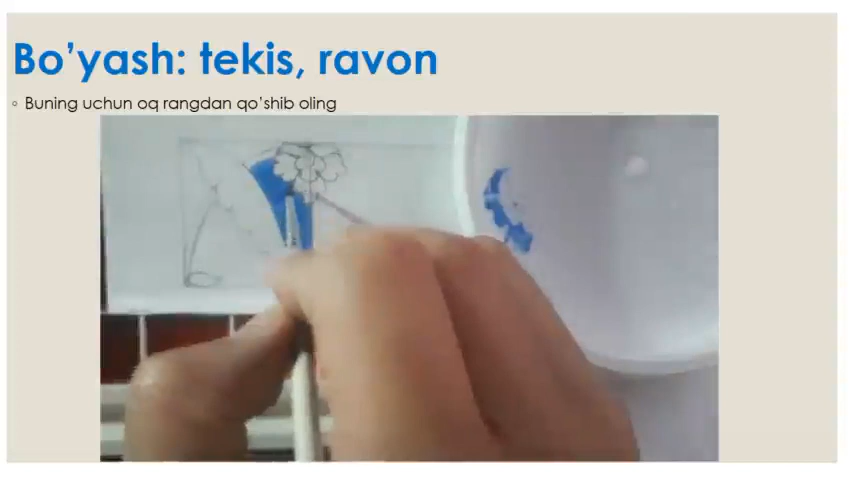 Bo’yash: tekis, ravon
Buning uchun oq rangdan qo’shib oling